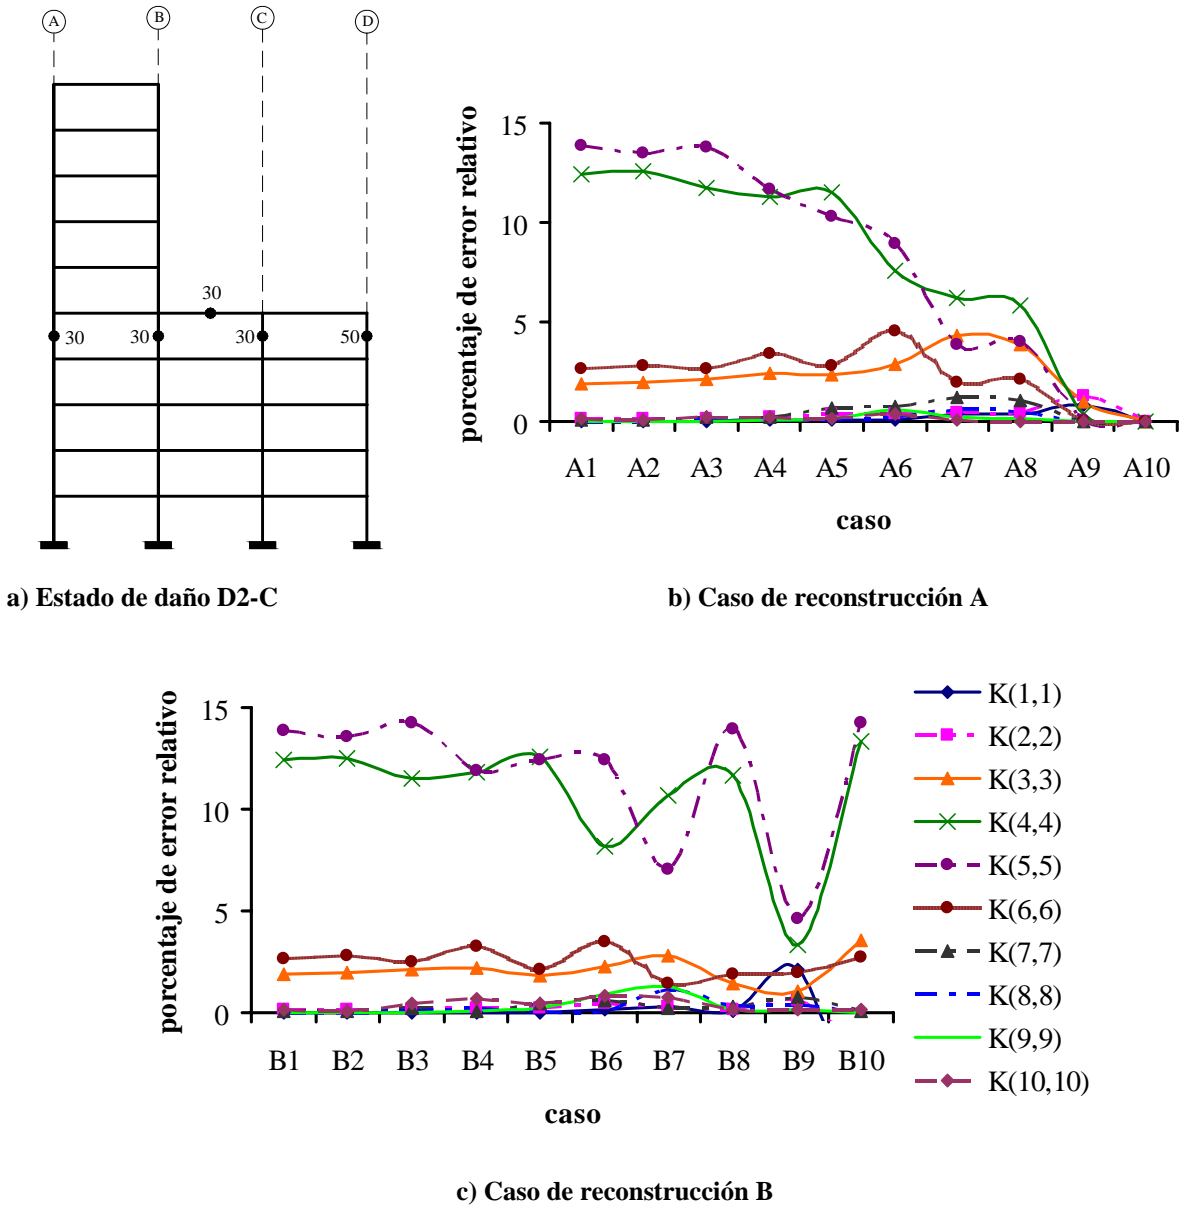 A B C D
30
30 30 30 50
a) Estado de daño D2-C
porcentaje de error relativo
15
10
5
0
A1 A2 A3 A4 A5 A6 A7 A8 A9 A10
caso
b) Caso de reconstrucción A
porcentaje de error relativo
15
10
5
0
B1 B2 B3 B4 B5 B6 B7 B8 B9 B10
caso
K(1,1)
K(2,2)
K(3,3)
K(4,4)
K(5,5)
K(6,6)
K(7,7)
K(8,8)
K(9,9)
K(10,10)
c) Caso de reconstrucción B